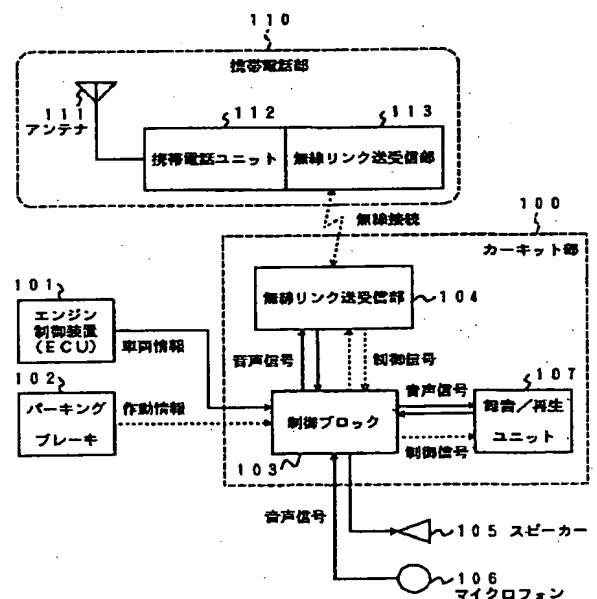 110
携帯電話部
111
アンテナ
112
113
携帯電話ユニット
無線リンク送受信部
無線接続
100
カーキット部
無線リンク送受信部
104
101
エンジン
制御装置
(ECU)
車両情報
102
パーキング
ブレーキ
作動情報
音声信号
制御信号
制御ブロック
103
音声信号
制御信号
107
録音/再生
ユニット
音声信号
105 スピーカー
106
マイクロフォン